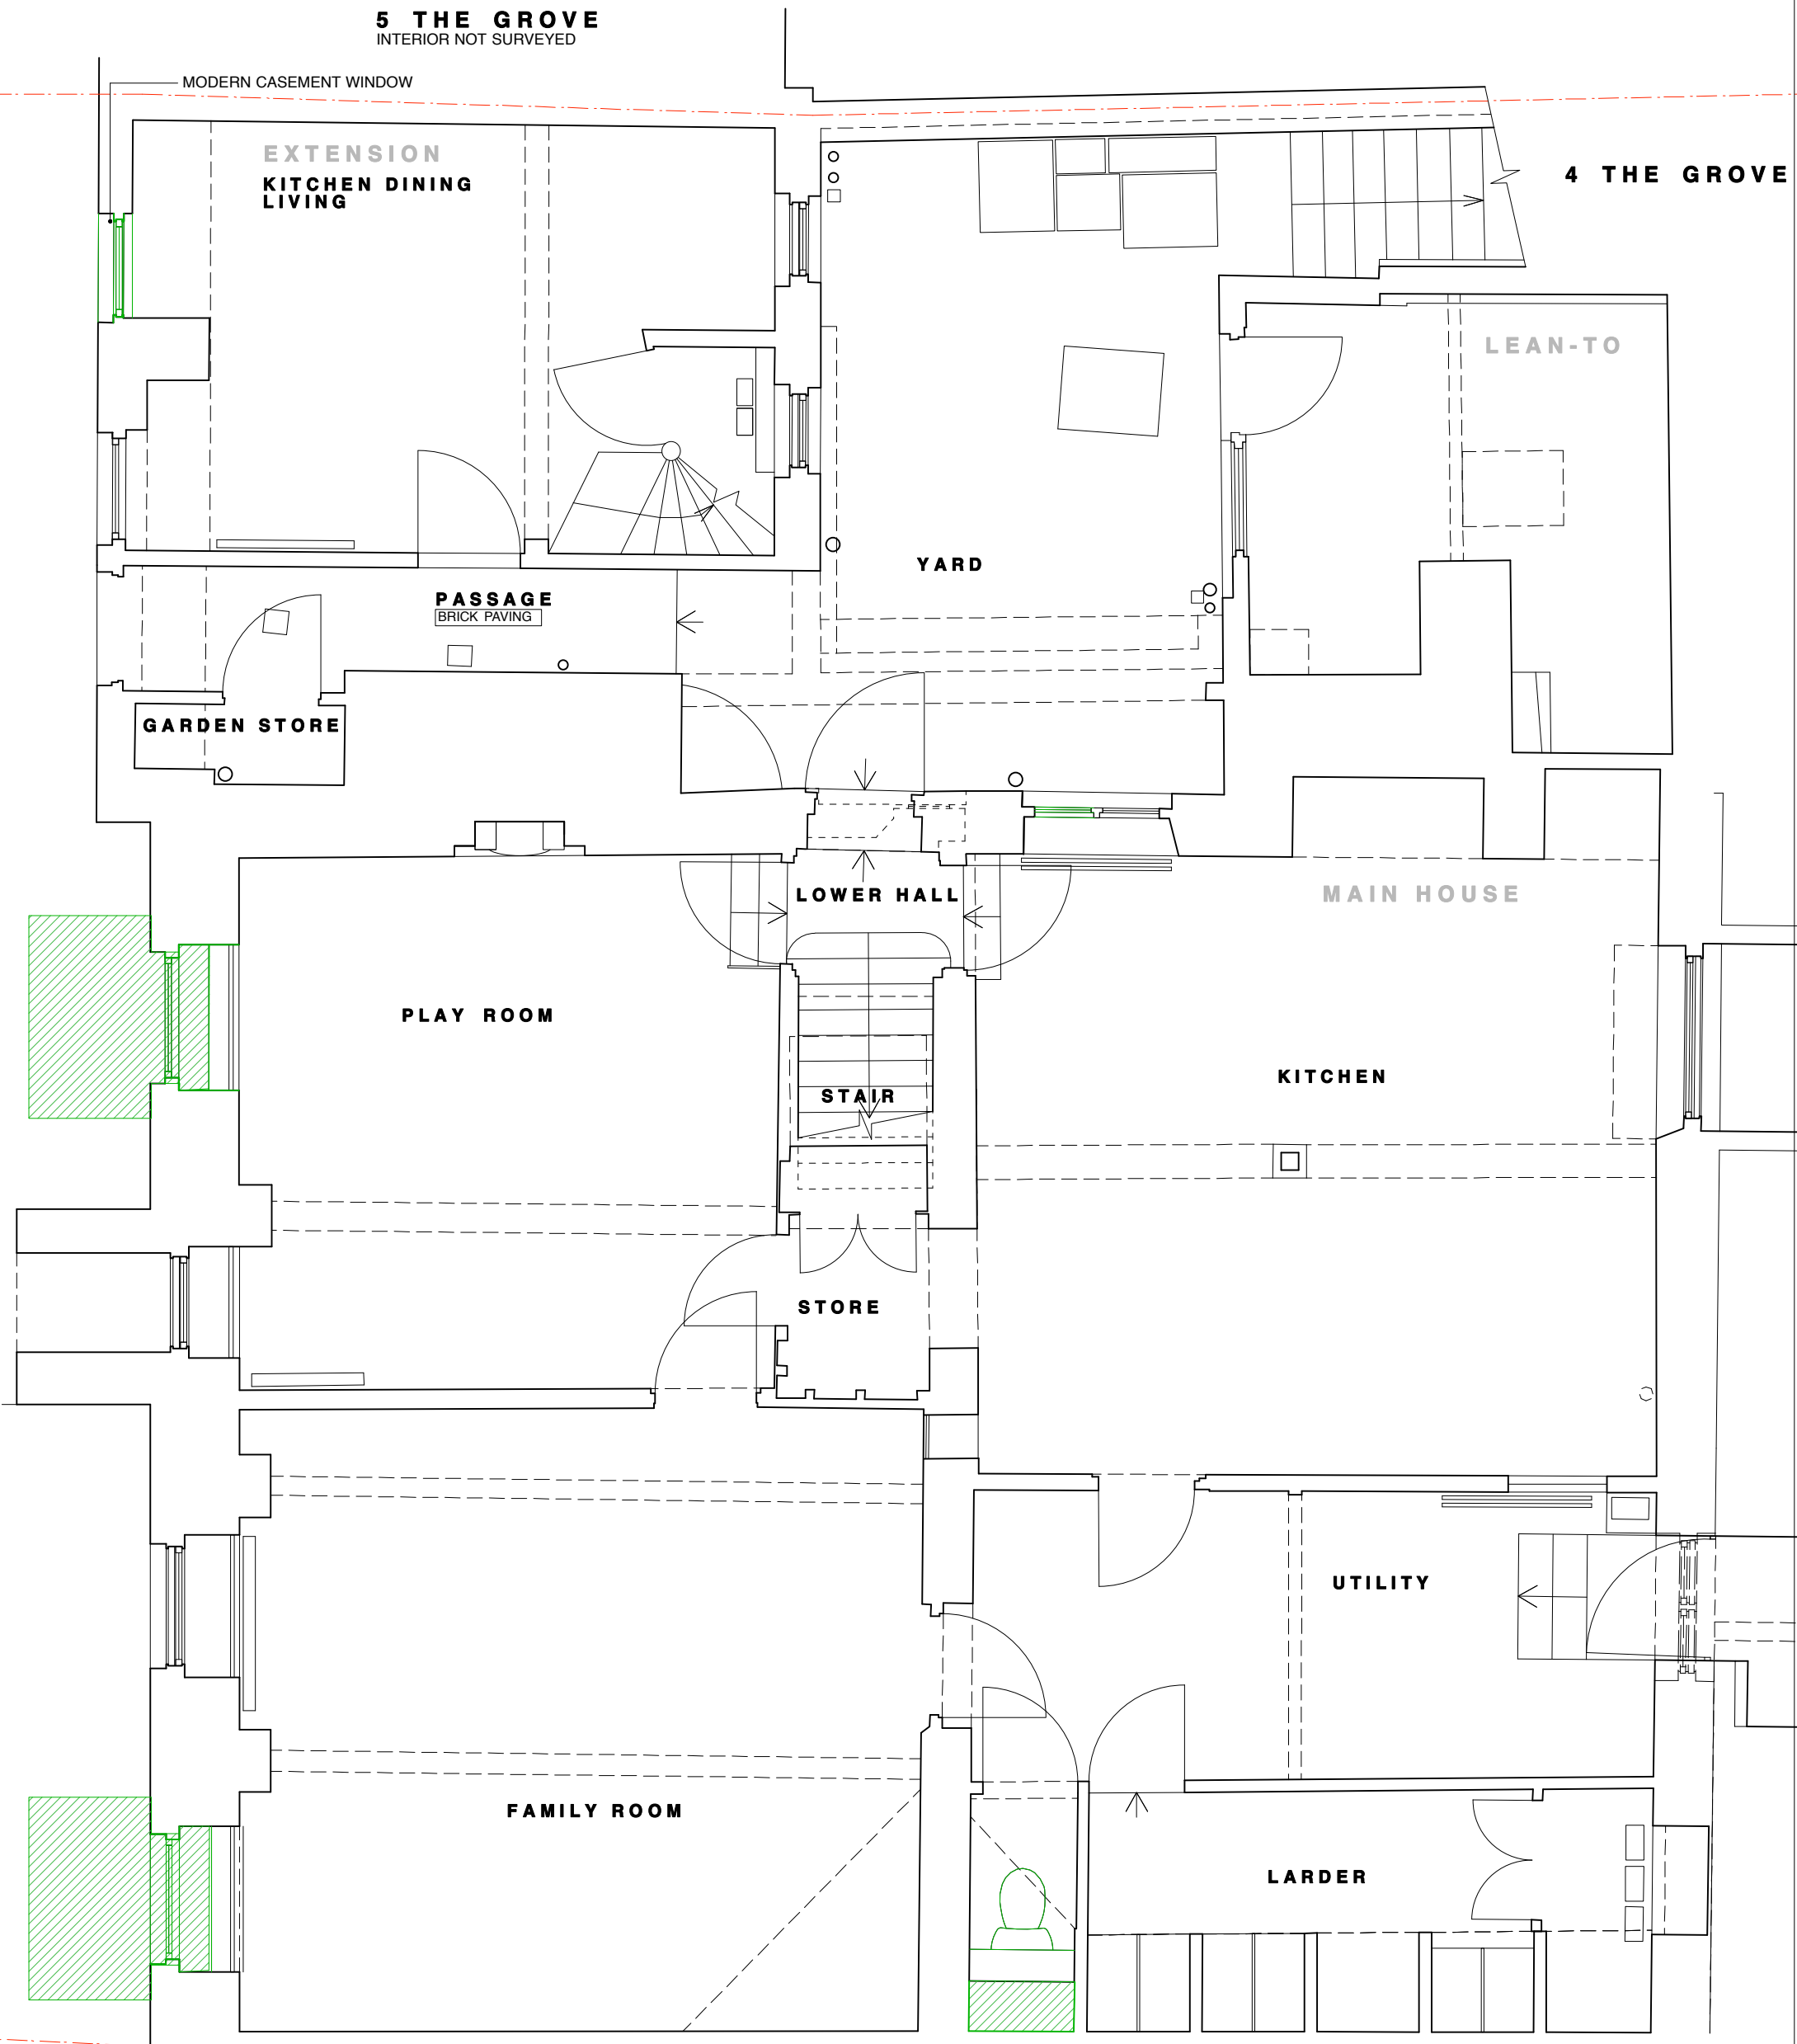 5 THE GROVE
INTERIOR NOT SURVEYED
MODERN CASEMENT WINDOW
EXTENSION
KITCHEN DINING
LIVING
4 THE GROVE
LEAN-TO
YARD
PASSAGE
BRICK PAVING
GARDEN STORE
LOWER HALL
MAIN HOUSE
PLAY ROOM
KITCHEN
STAIR
STORE
UTILITY
FAMILY ROOM
LARDER